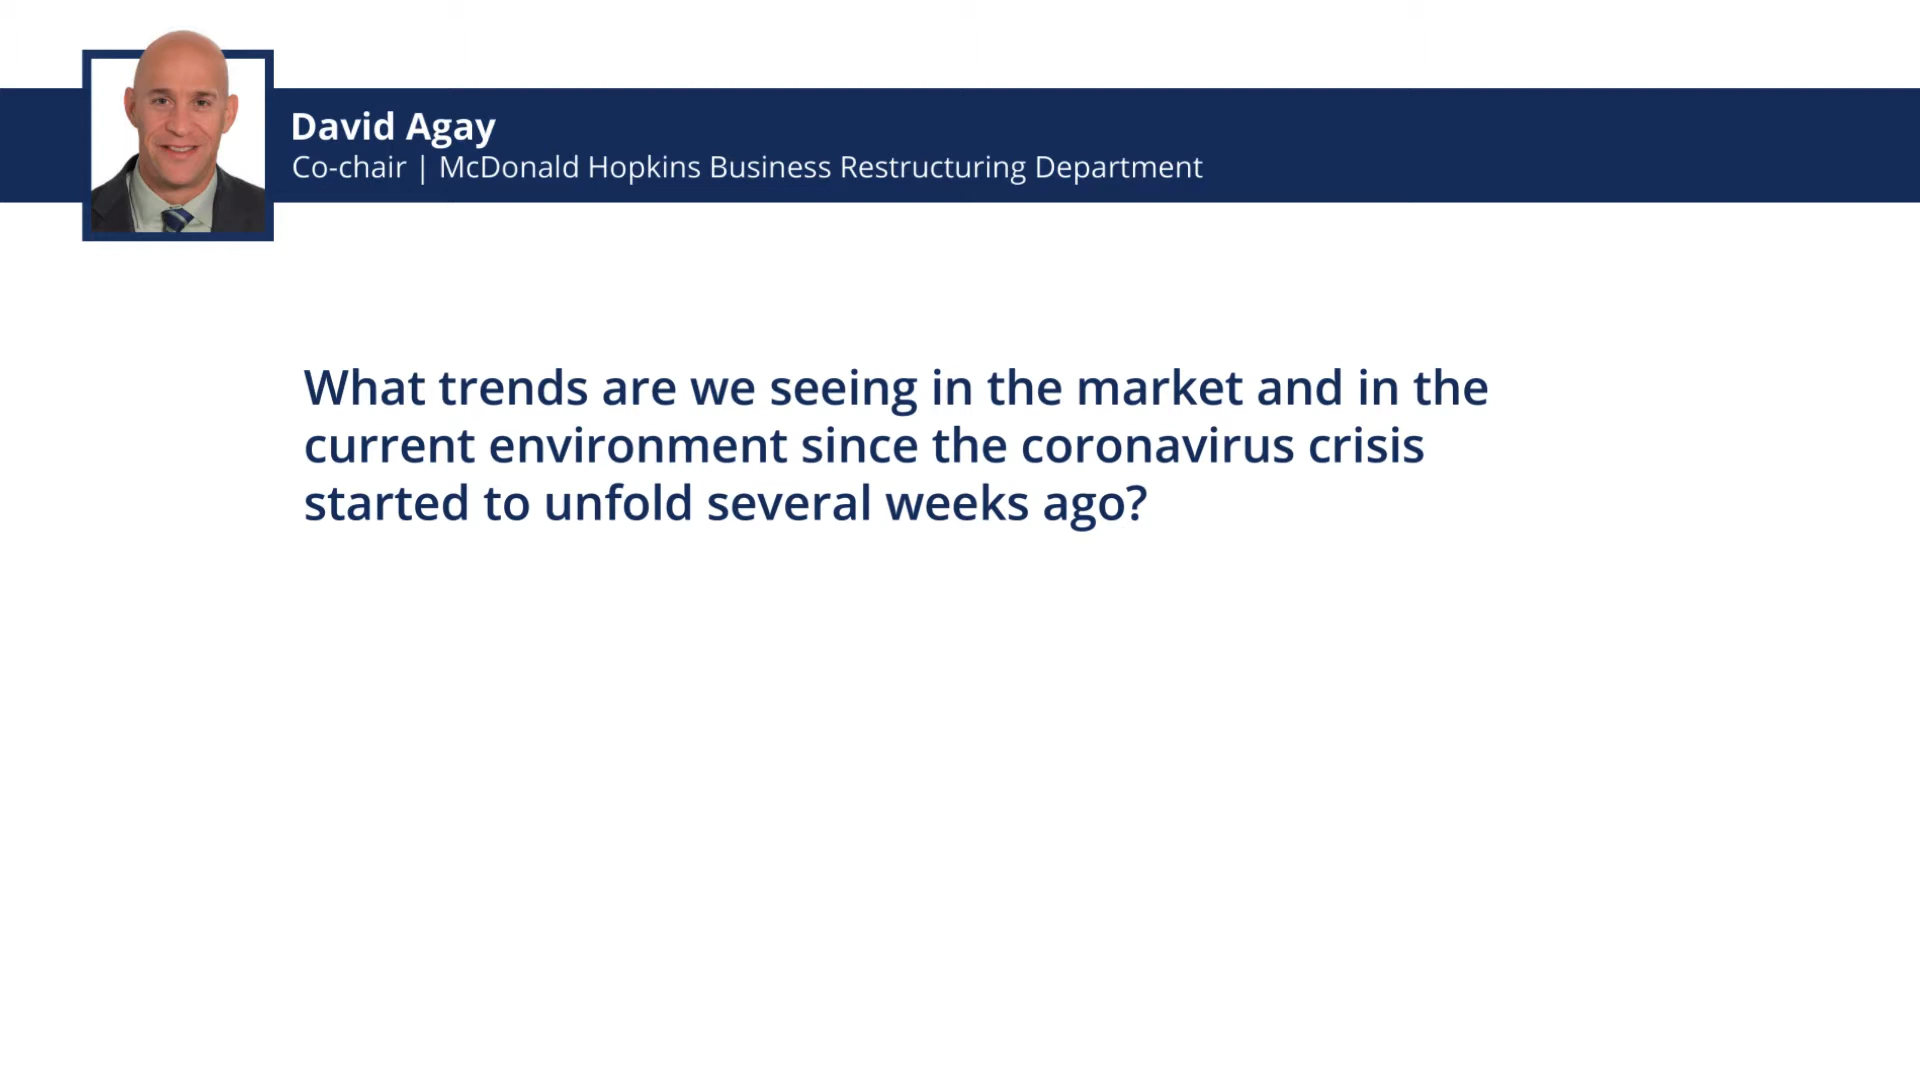 David Agay
Co-chair | McDonald Hopkins Business Restructuring Department
What trends are we seeing in the market and in the
current environment since the coronavirus crisis
started to unfold several weeks ago?